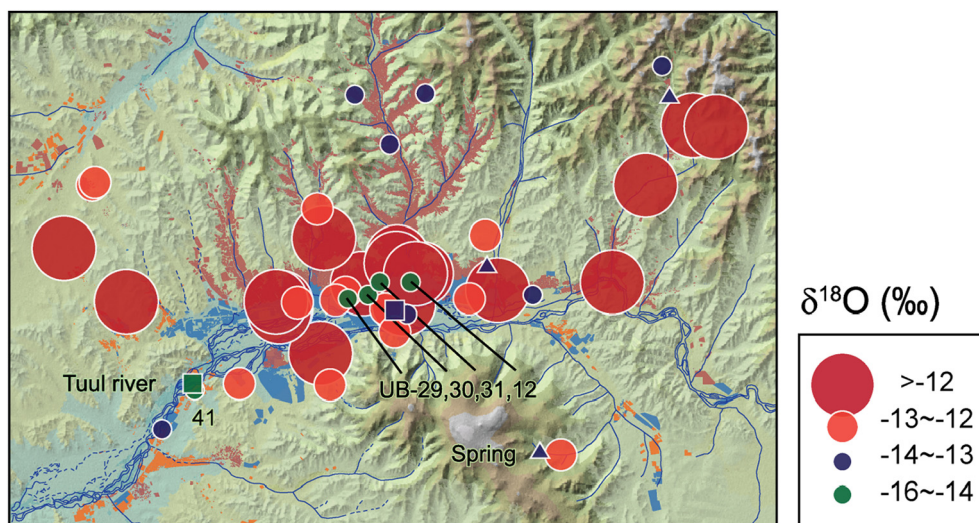 Tuul river
41
UB-29,30,31,12
Spring
δ¹⁸O (‰)
>-12
-13~-12
-14~-13
-16~-14